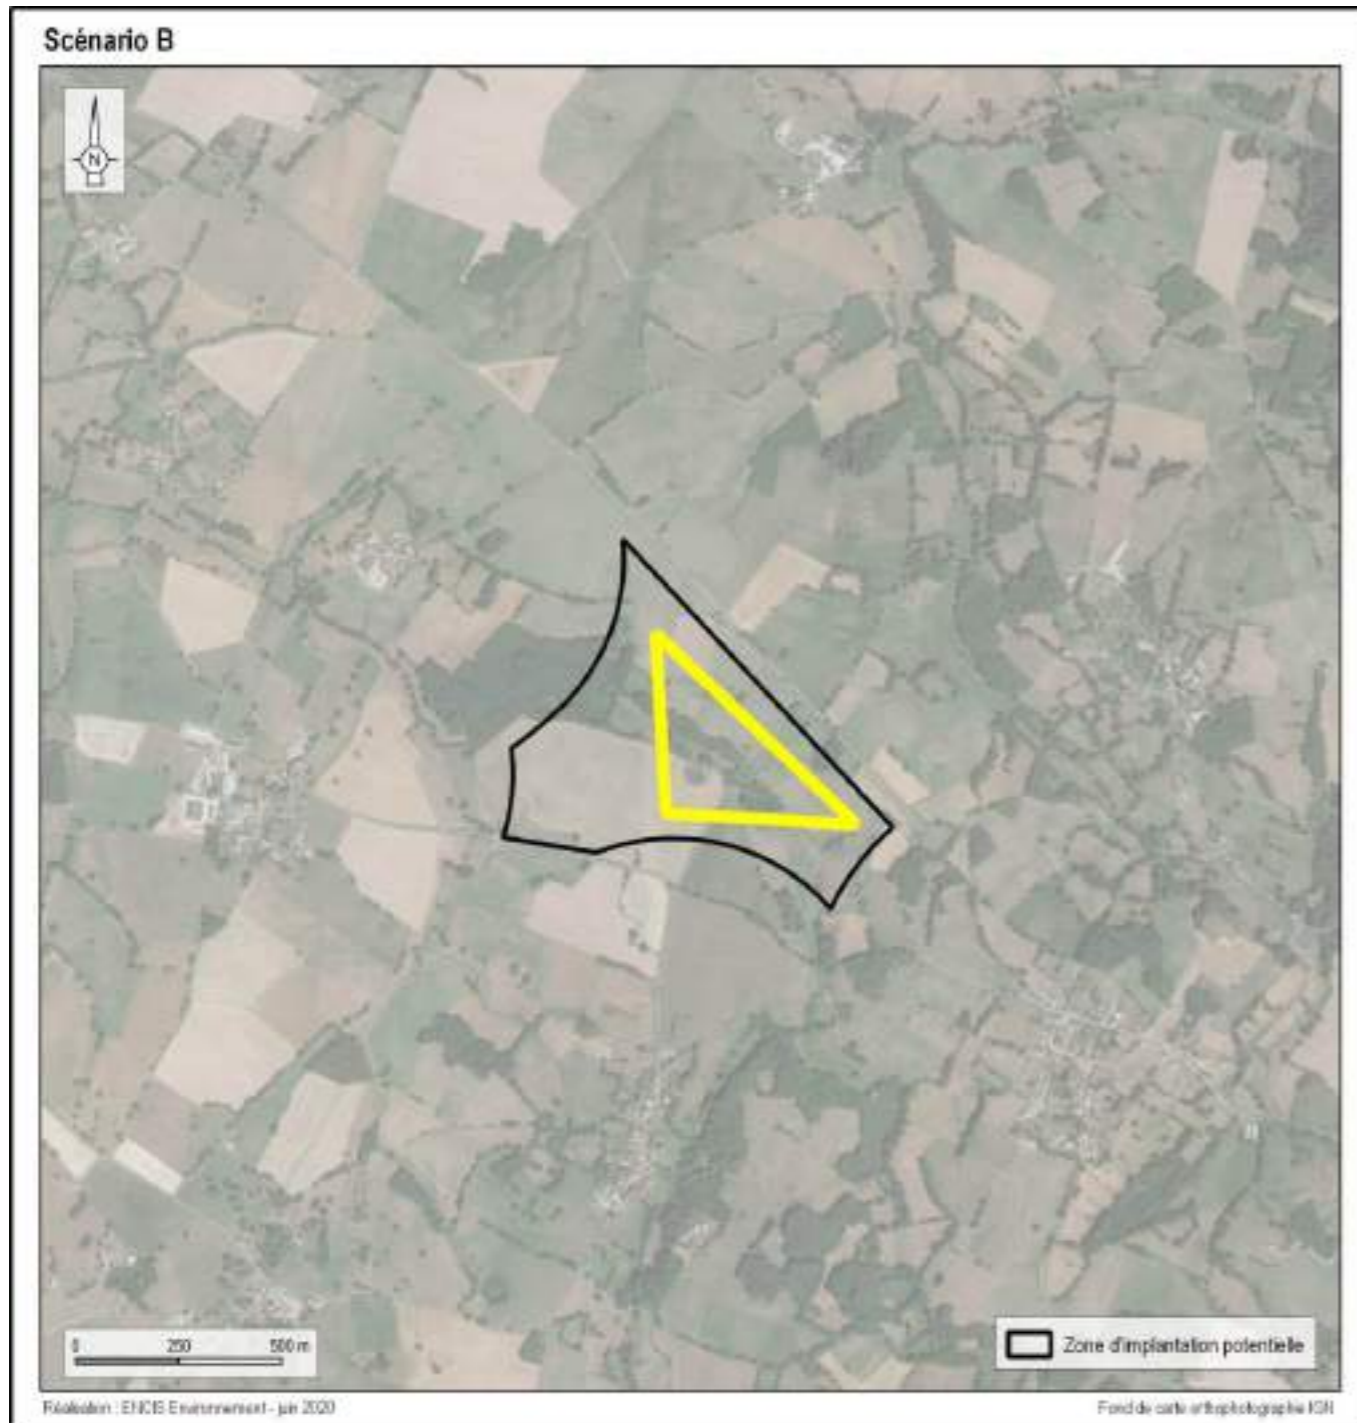 Scénario B
N
0 250 500 m
Zone d'implantation potentielle
Réalisation : ENCIS Environnement - juin 2020
Fond de carte orthophotographie IGN